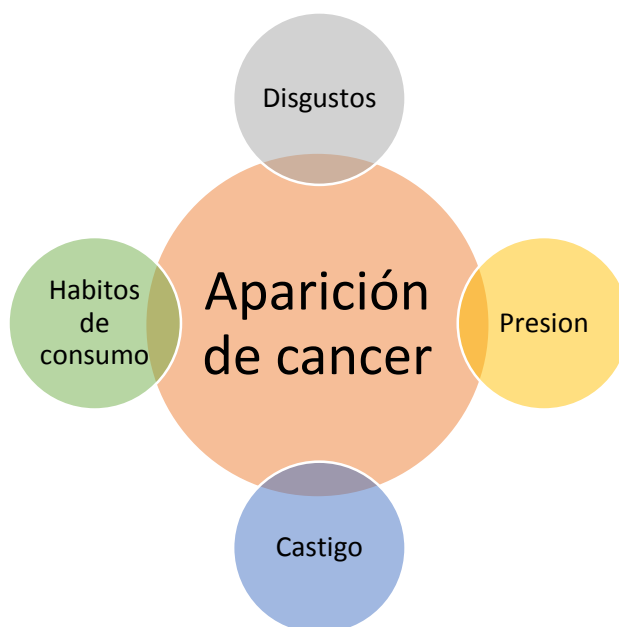 Disgustos
Habitos
de
consumo
Aparición
de cancer
Presion
Castigo